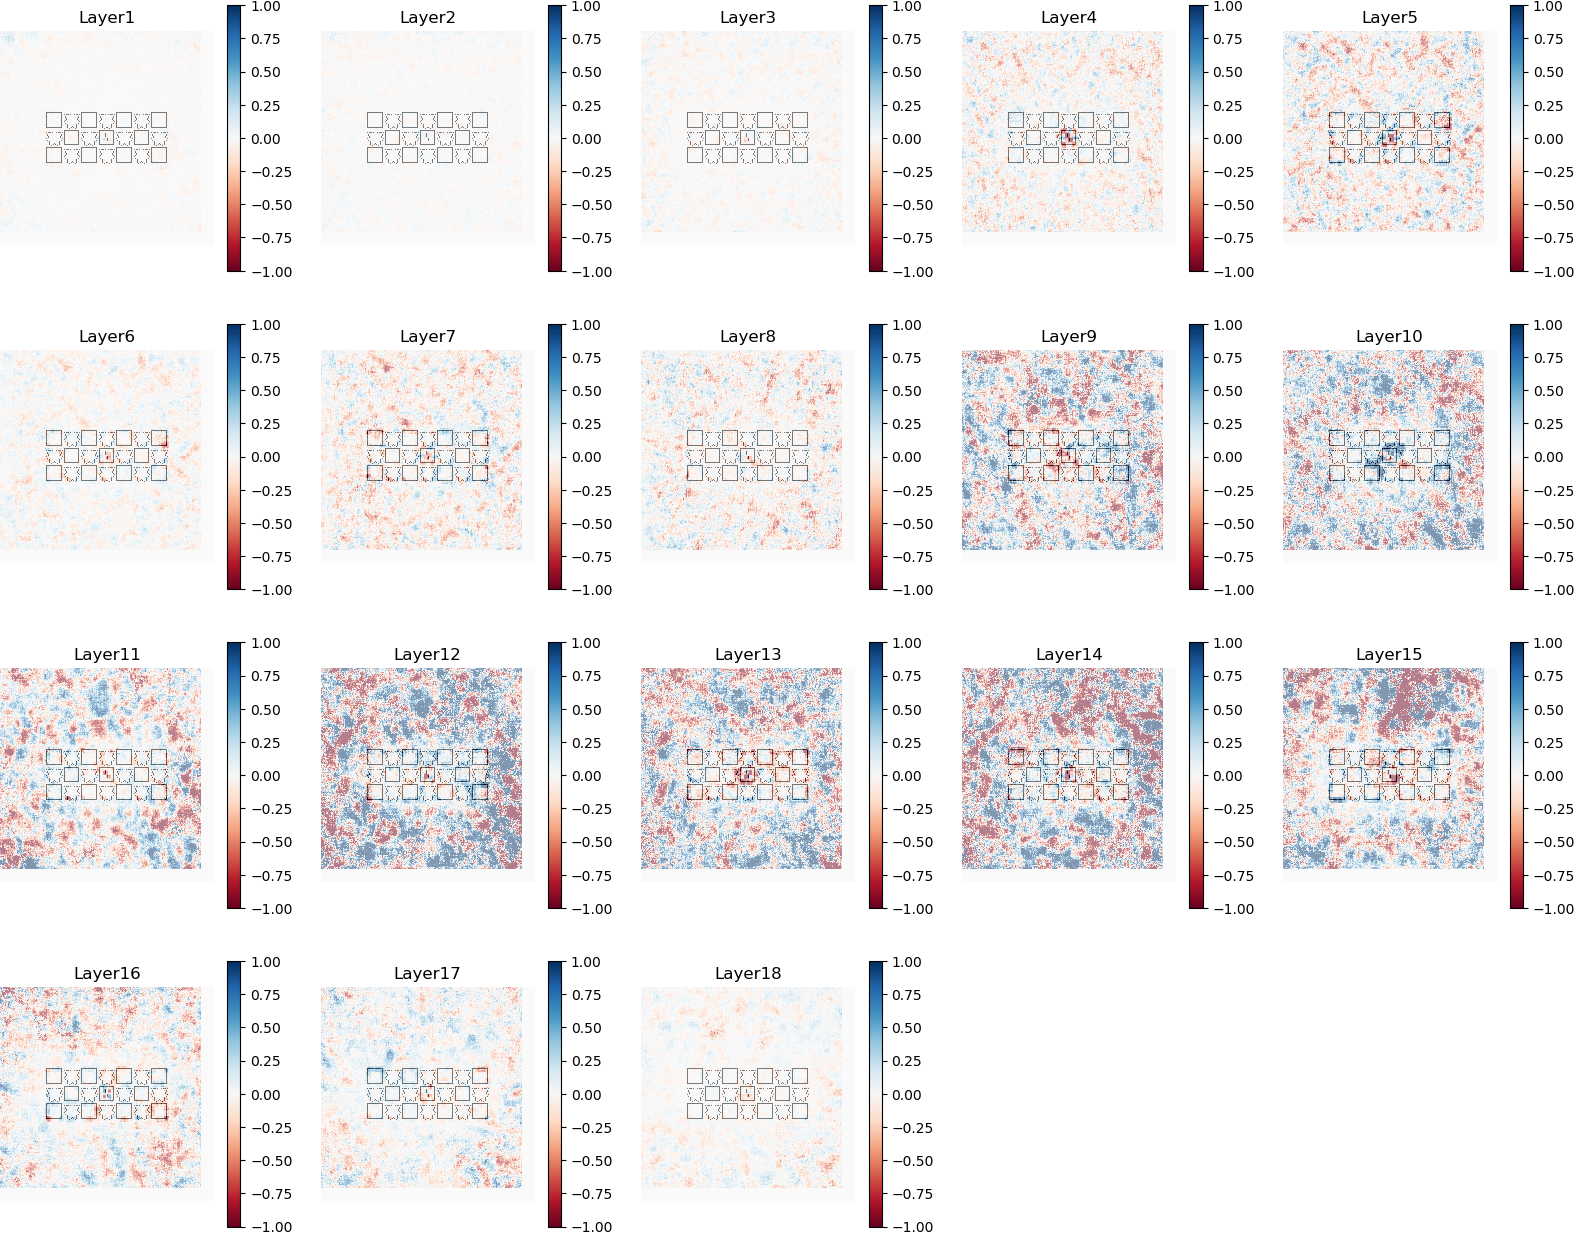 Layer1 Layer2 Layer3 Layer4 Layer5
1.00 1.00 1.00 1.00 1.00
0.75 0.75 0.75 0.75 0.75
0.50 0.50 0.50 0.50 0.50
0.25 0.25 0.25 0.25 0.25
0.00 0.00 0.00 0.00 0.00
−0.25 −0.25 −0.25 −0.25 −0.25
−0.50 −0.50 −0.50 −0.50 −0.50
−0.75 −0.75 −0.75 −0.75 −0.75
−1.00 −1.00 −1.00 −1.00 −1.00
Layer6 Layer7 Layer8 Layer9 Layer10
1.00 1.00 1.00 1.00 1.00
0.75 0.75 0.75 0.75 0.75
0.50 0.50 0.50 0.50 0.50
0.25 0.25 0.25 0.25 0.25
0.00 0.00 0.00 0.00 0.00
−0.25 −0.25 −0.25 −0.25 −0.25
−0.50 −0.50 −0.50 −0.50 −0.50
−0.75 −0.75 −0.75 −0.75 −0.75
−1.00 −1.00 −1.00 −1.00 −1.00
Layer11 Layer12 Layer13 Layer14 Layer15
1.00 1.00 1.00 1.00 1.00
0.75 0.75 0.75 0.75 0.75
0.50 0.50 0.50 0.50 0.50
0.25 0.25 0.25 0.25 0.25
0.00 0.00 0.00 0.00 0.00
−0.25 −0.25 −0.25 −0.25 −0.25
−0.50 −0.50 −0.50 −0.50 −0.50
−0.75 −0.75 −0.75 −0.75 −0.75
−1.00 −1.00 −1.00 −1.00 −1.00
Layer16 Layer17 Layer18
1.00 1.00 1.00
0.75 0.75 0.75
0.50 0.50 0.50
0.25 0.25 0.25
0.00 0.00 0.00
−0.25 −0.25 −0.25
−0.50 −0.50 −0.50
−0.75 −0.75 −0.75
−1.00 −1.00 −1.00